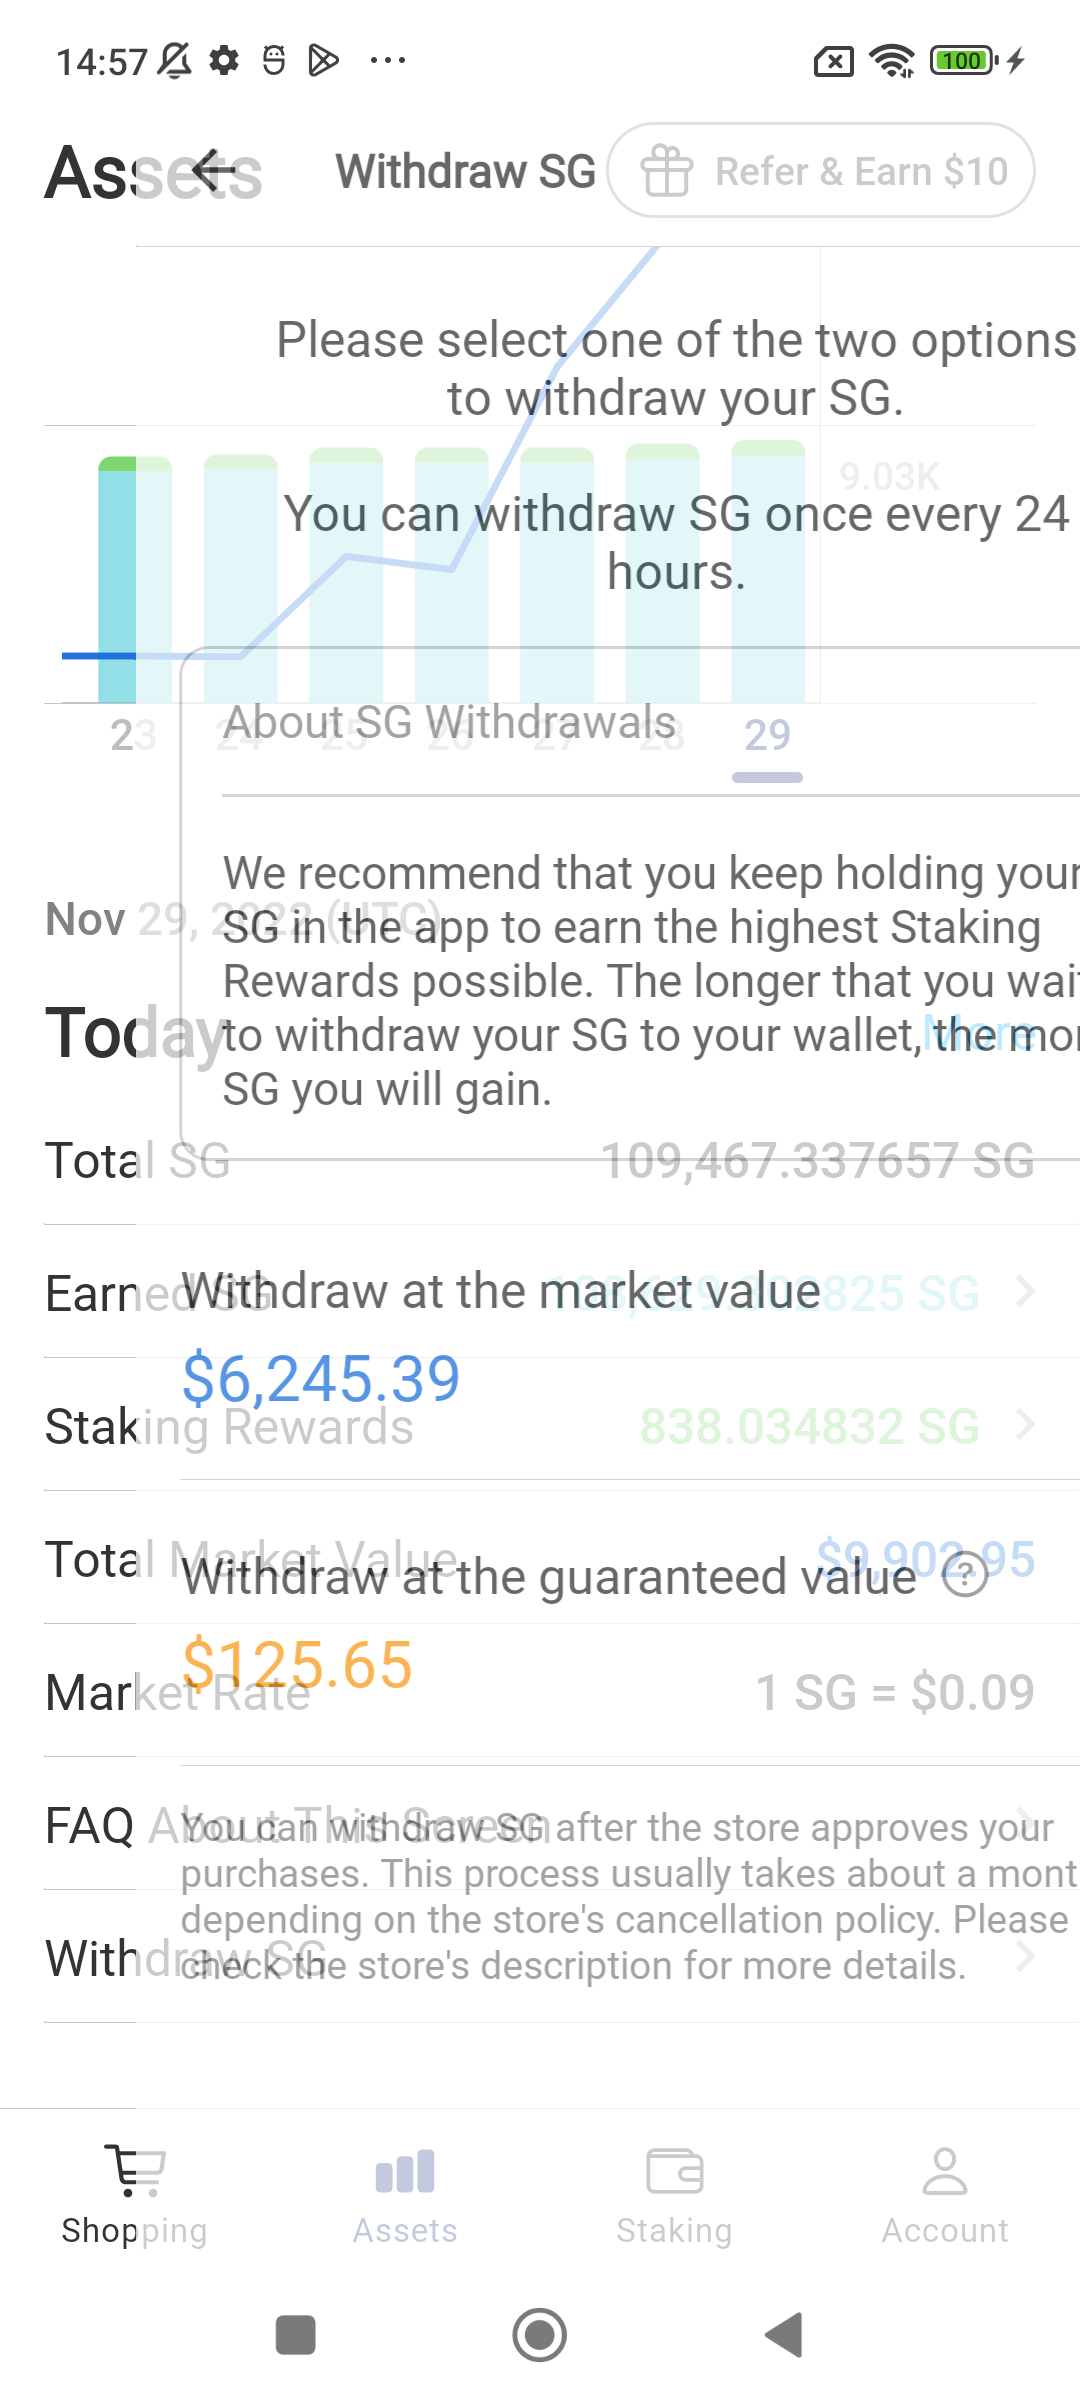 14:57
100
Assets
Withdraw SG
Refer & Earn $10
Please select one of the two options
to withdraw your SG.
9.03K
You can withdraw SG once every 24
hours.
About SG Withdrawals
23 24 25 26 27 28 29
We recommend that you keep holding your
Nov 29, 2022 (UTC)
SG in the app to earn the highest Staking
Rewards possible. The longer that you wai
Today
More
to withdraw your SG to your wallet, the mor
SG you will gain.
Total SG
109,467.337657 SG
Earned SG
825 SG
Withdraw at the market value
$6,245.39
Staking Rewards
838.034832 SG
Total Market Value
$9,902.95
Withdraw at the guaranteed value ?
$125.65
Market Rate
1 SG = $0.09
FAQ About This Screen
You can withdraw SG after the store approves your
purchases. This process usually takes about a mont
depending on the store's cancellation policy. Please
Withdraw SG
check the store's description for more details.
Shopping
Assets
Staking
Account